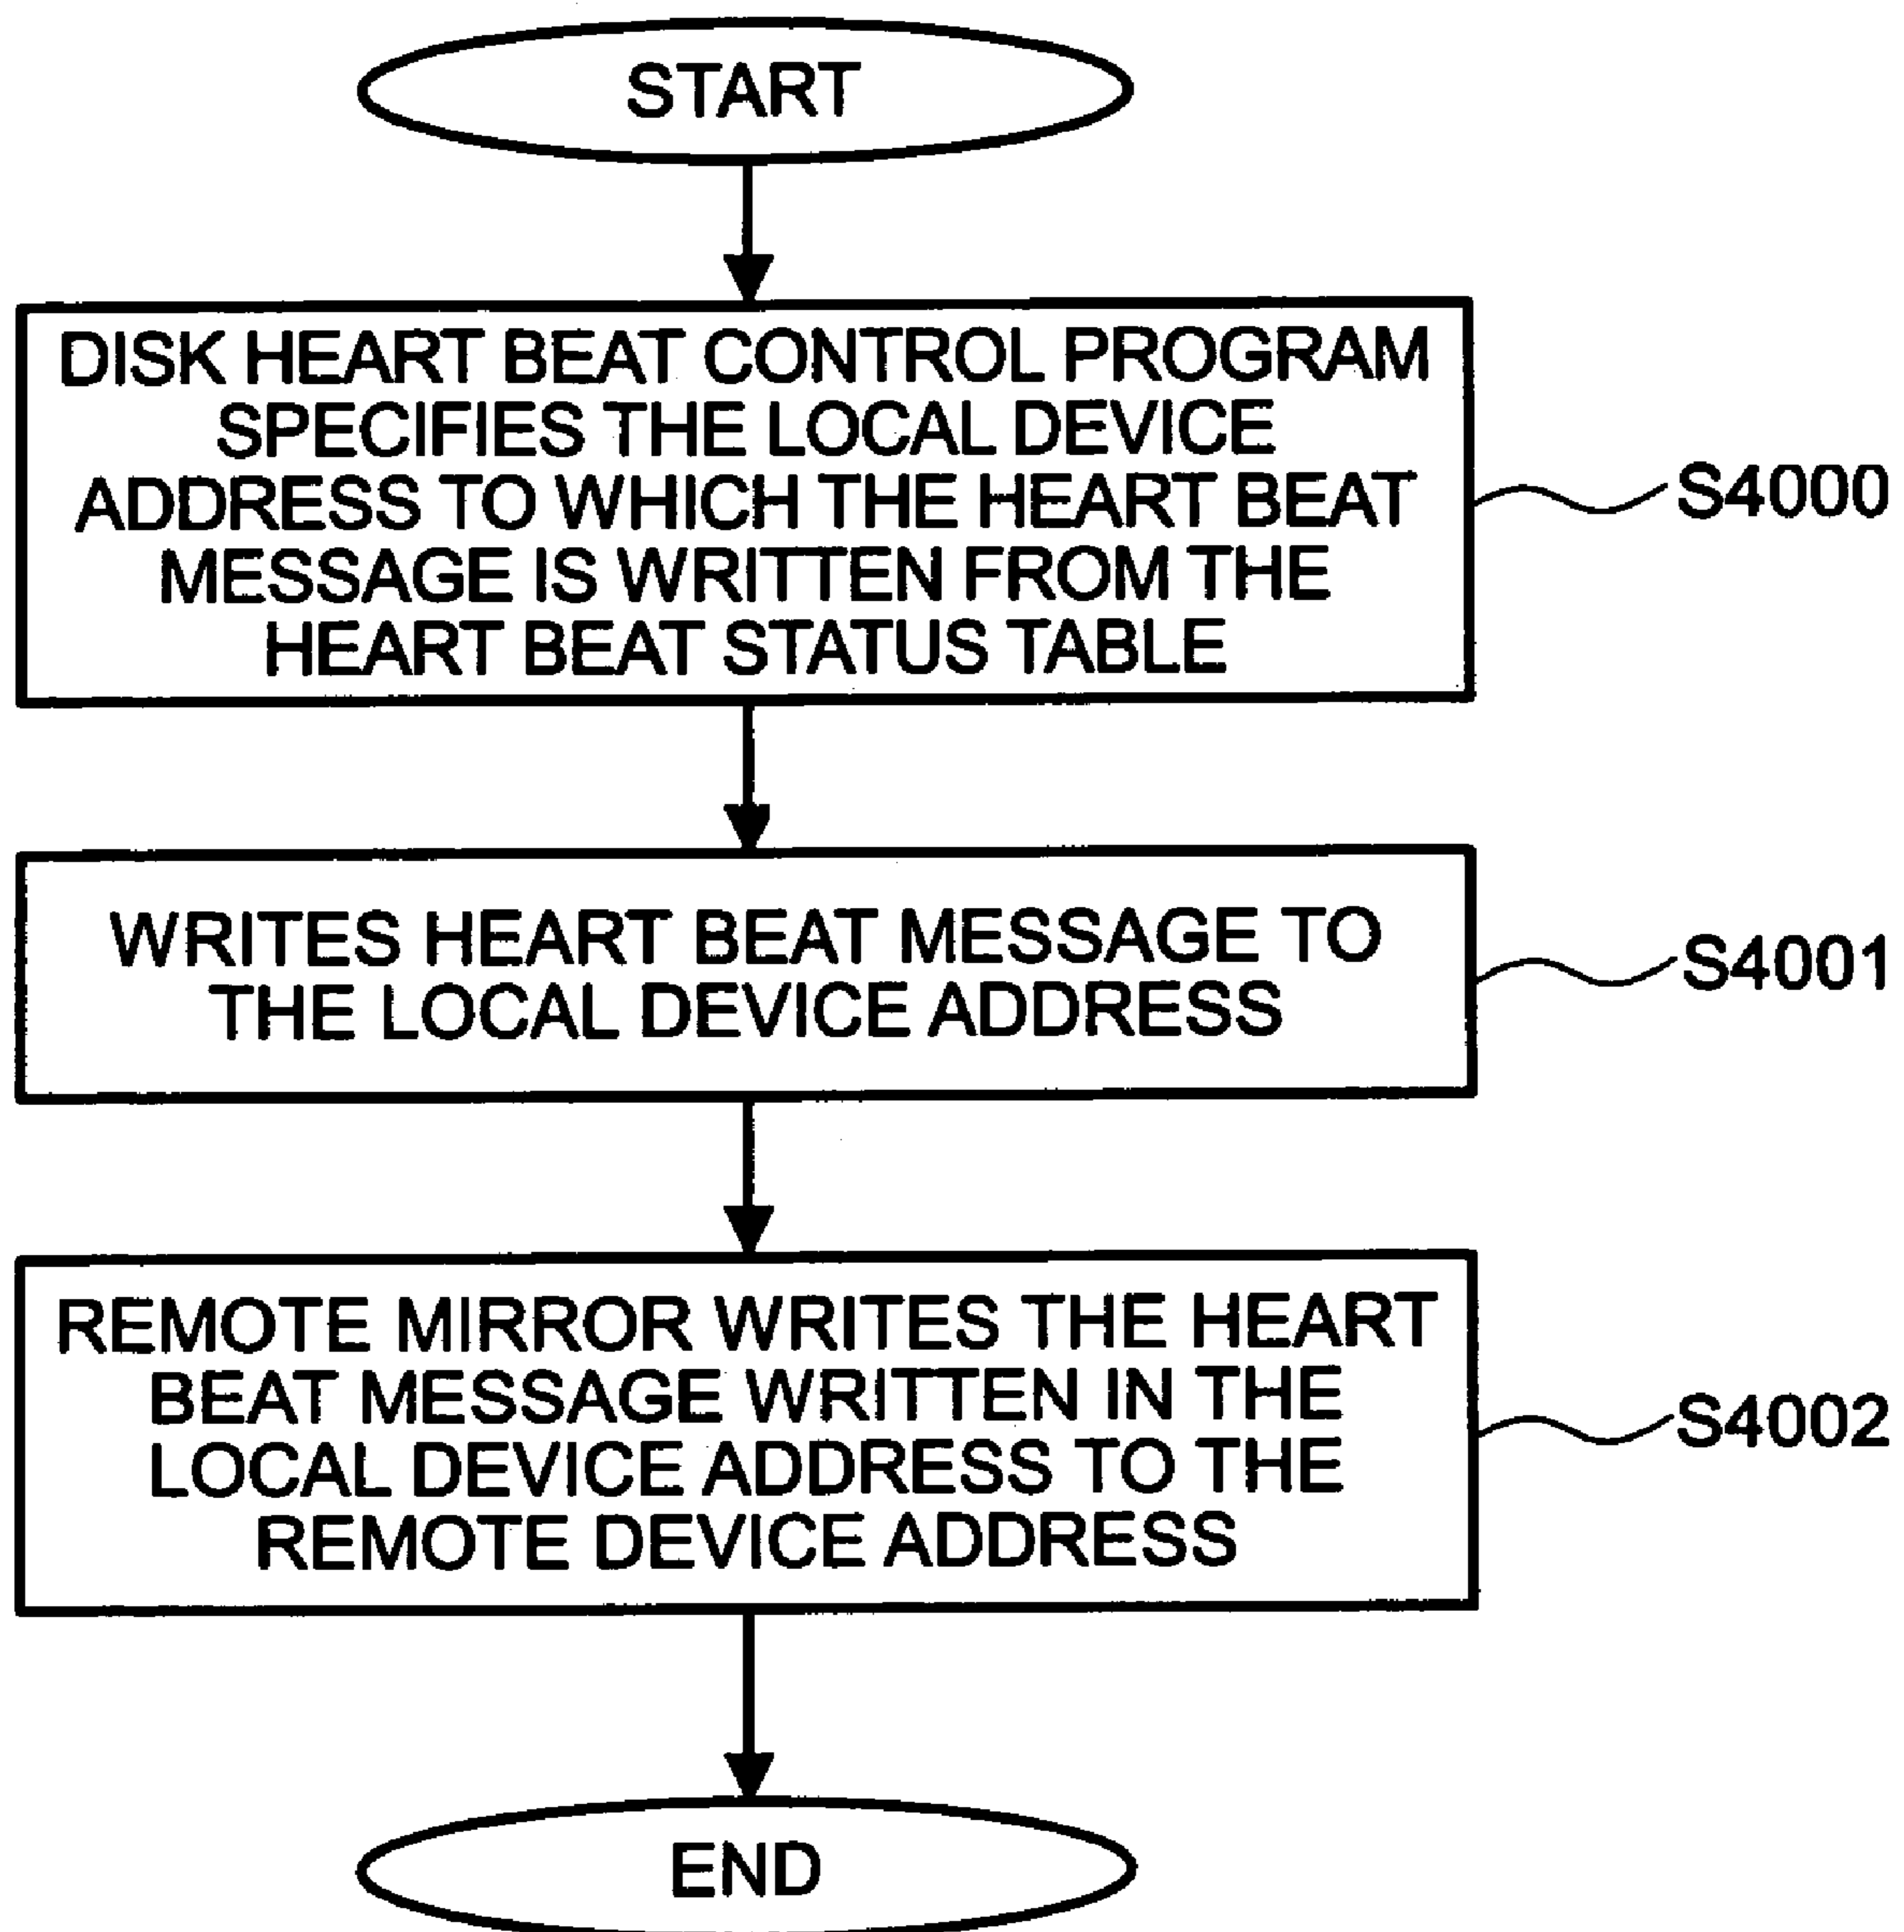 START
DISK HEART BEAT CONTROL PROGRAM
SPECIFIES THE LOCAL DEVICE
ADDRESS TO WHICH THE HEART BEAT
MESSAGE IS WRITTEN FROM THE
HEART BEAT STATUS TABLE
S4000
WRITES HEART BEAT MESSAGE TO
THE LOCAL DEVICE ADDRESS
S4001
REMOTE MIRROR WRITES THE HEART
BEAT MESSAGE WRITTEN IN THE
LOCAL DEVICE ADDRESS TO THE
REMOTE DEVICE ADDRESS
S4002
END